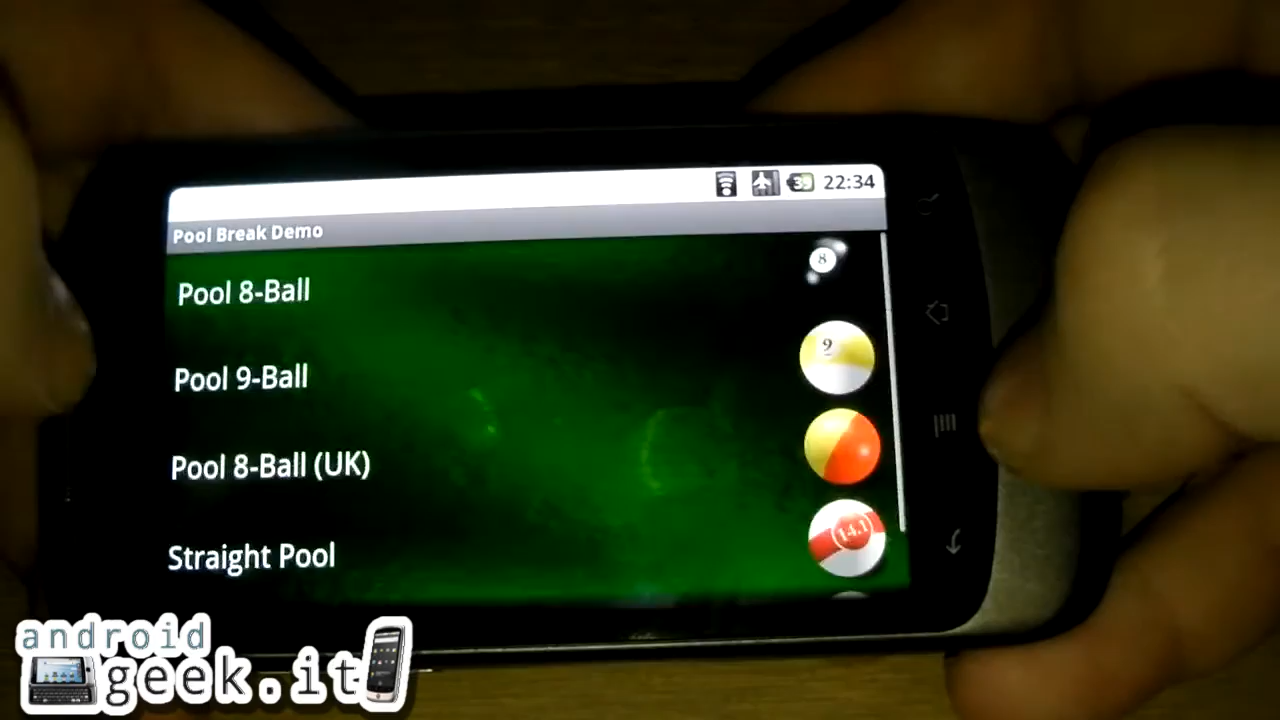 39 22:34
Pool Break Demo
Pool 8-Ball
8
Pool 9-Ball
9
Pool 8-Ball (UK)
Straight Pool
14.1
android
geek.it